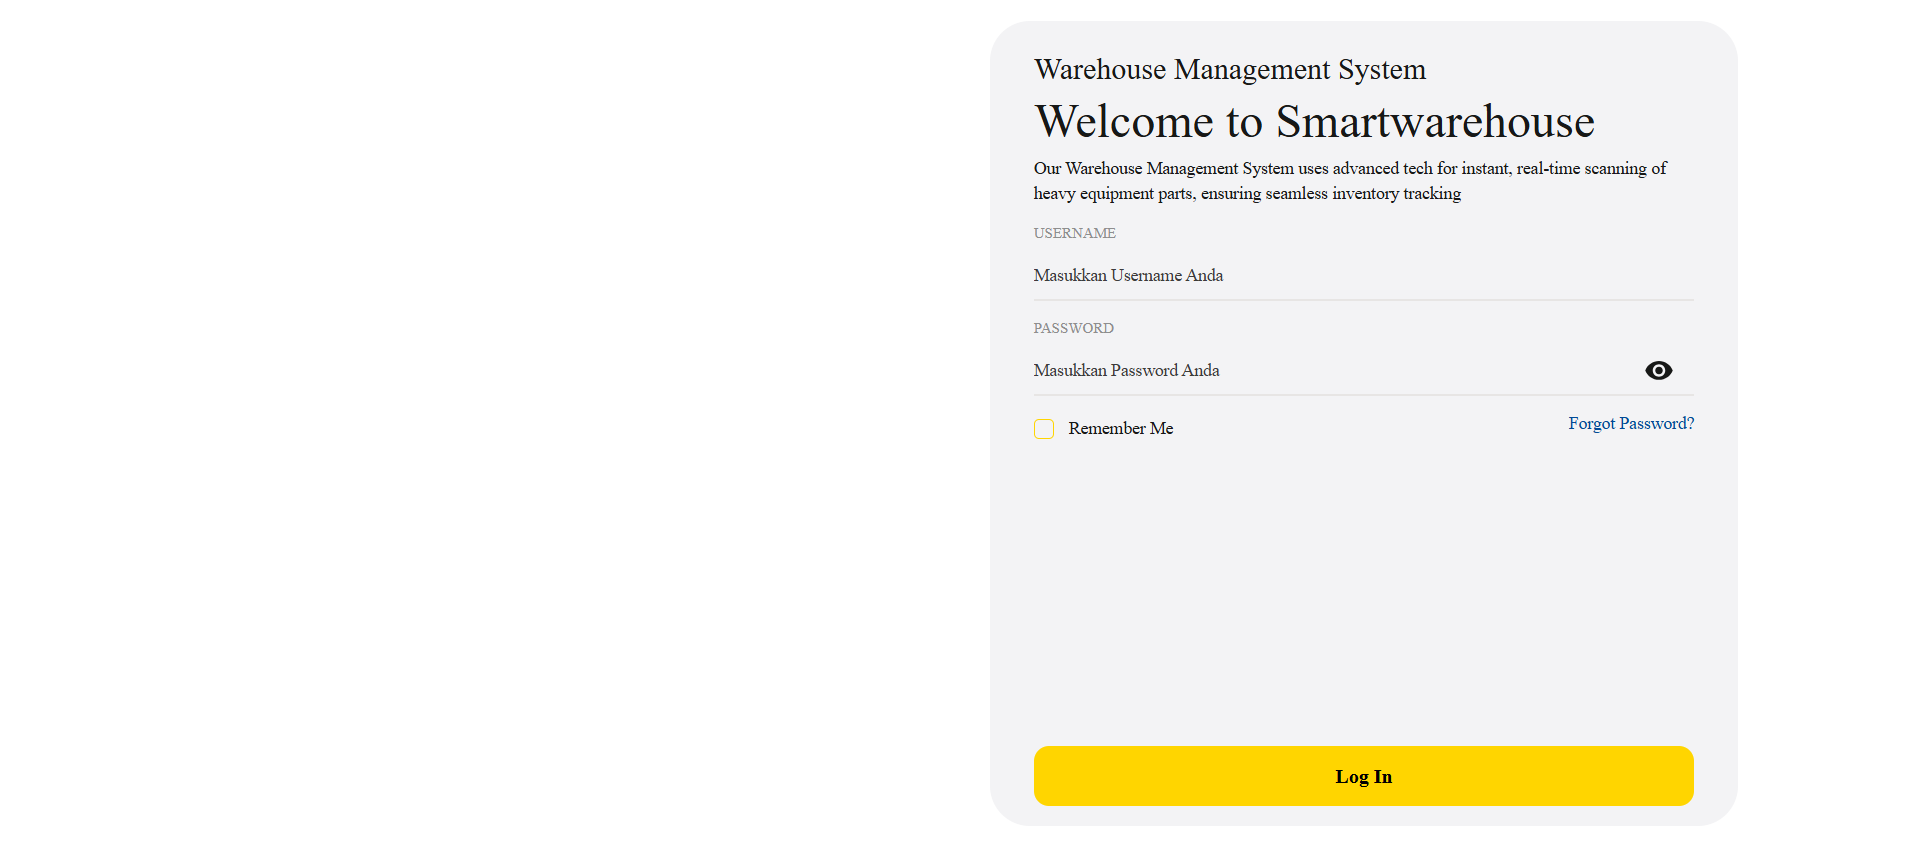 Warehouse Management System
Welcome to Smartwarehouse
Our Warehouse Management System uses advanced tech for instant, real-time scanning of
heavy equipment parts, ensuring seamless inventory tracking
USERNAME
Masukkan Username Anda
PASSWORD
Masukkan Password Anda
Remember Me
Forgot Password?
Log In